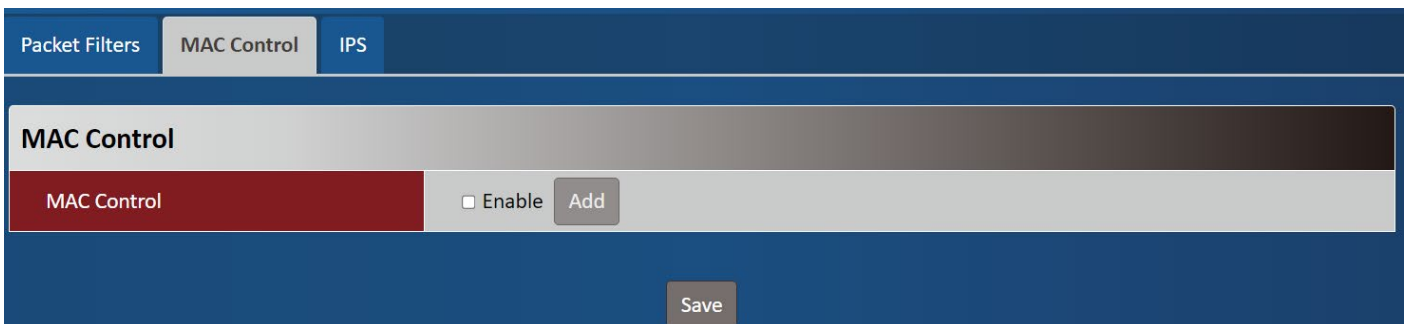 Packet Filters MAC Control IPS
MAC Control
MAC Control Enable Add
Save